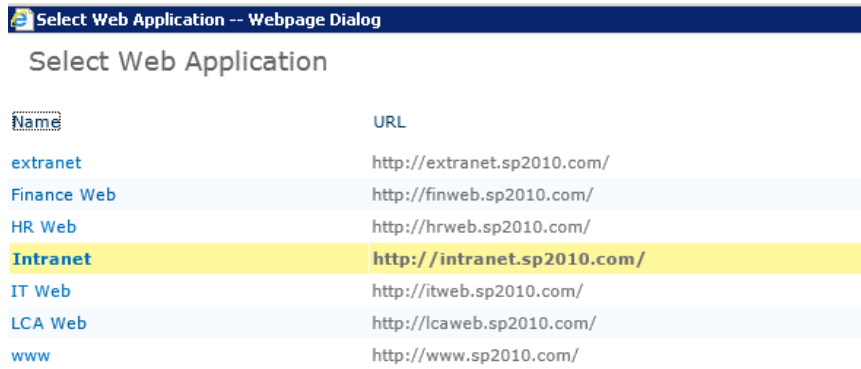 Select Web Application -- Webpage Dialog
Select Web Application
Name URL
extranet http://extranet.sp2010.com/
Finance Web http://finweb.sp2010.com/
HR Web http://hrweb.sp2010.com/
Intranet http://intranet.sp2010.com/
IT Web http://itweb.sp2010.com/
LCA Web http://lcaweb.sp2010.com/
www http://www.sp2010.com/